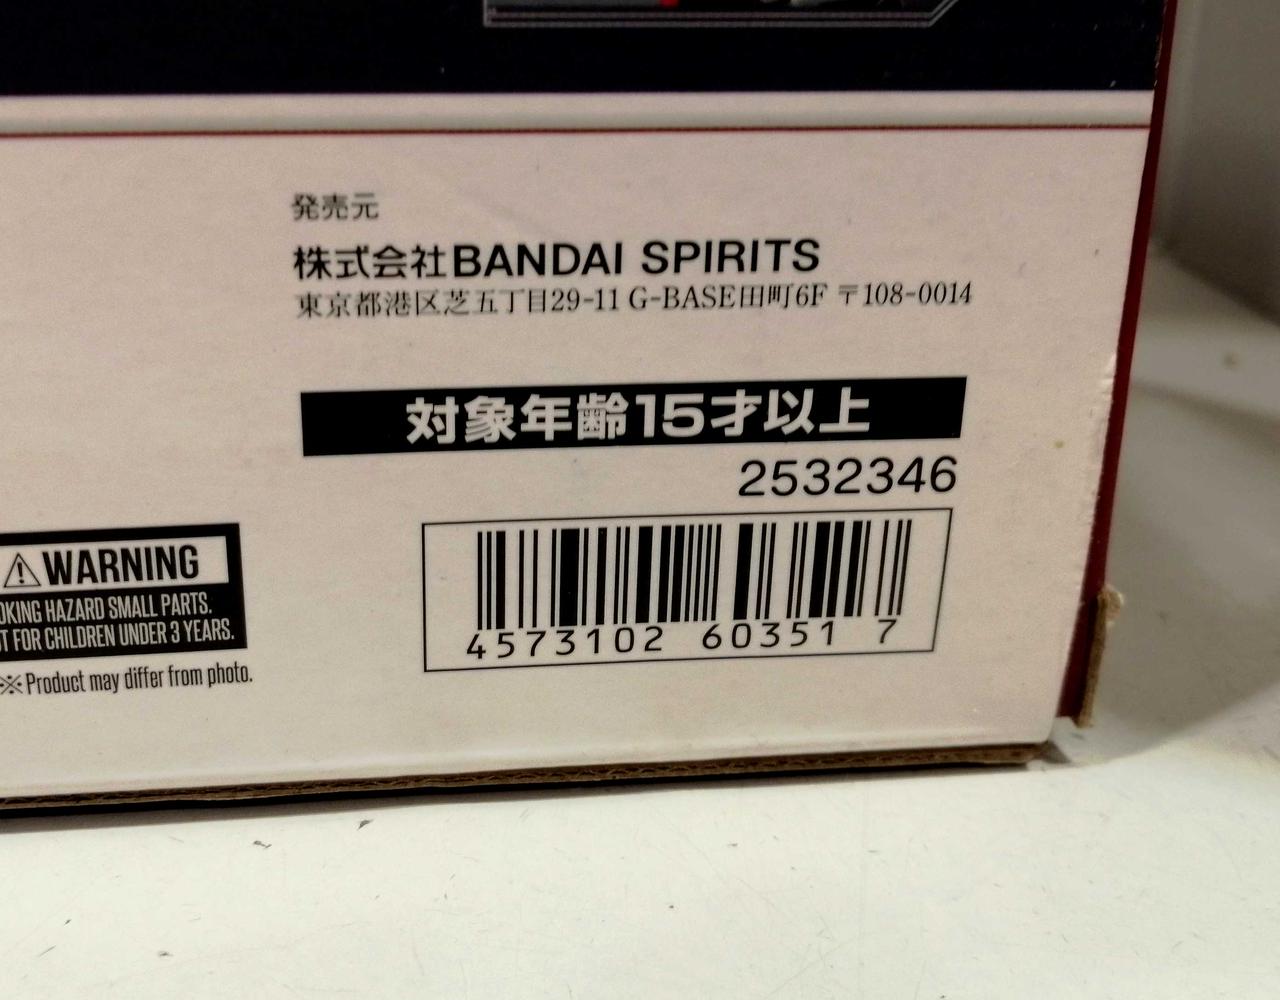 発売元
株式会社BANDAI SPIRITS
東京都港区芝五丁目29-11 G-BASE田町6F 〒108-0014
対象年齢15才以上
2532346
4573102 60351 7
WARNING
HAZARD SMALL PARTS.
FOR CHILDREN UNDER 3 YEARS.
※Product may differ from photo.